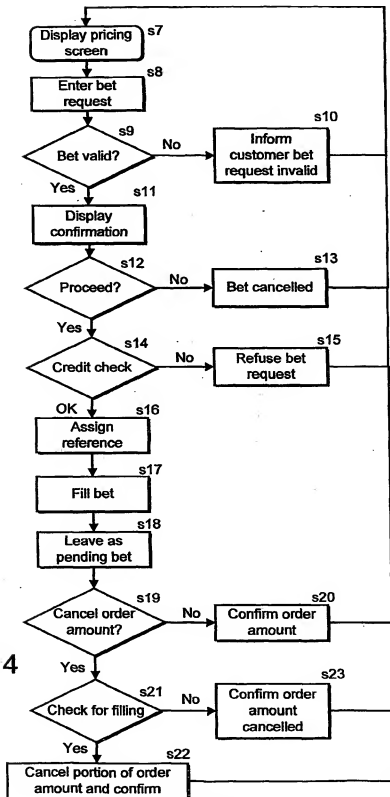 s7
Display pricing
screen
s8
Enter bet
request
s9
Bet valid?
No
s10
Inform
customer bet
request invalid
Yes
s11
Display
confirmation
s12
Proceed?
No
s13
Bet cancelled
Yes
s14
Credit check
No
s15
Refuse bet
request
OK
s16
Assign
reference
s17
Fill bet
s18
Leave as
pending bet
s19
Cancel order
amount?
No
s20
Confirm order
amount
4
Yes
s21
Check for filling
No
s23
Confirm order
amount
cancelled
Yes
s22
Cancel portion of order
amount and confirm